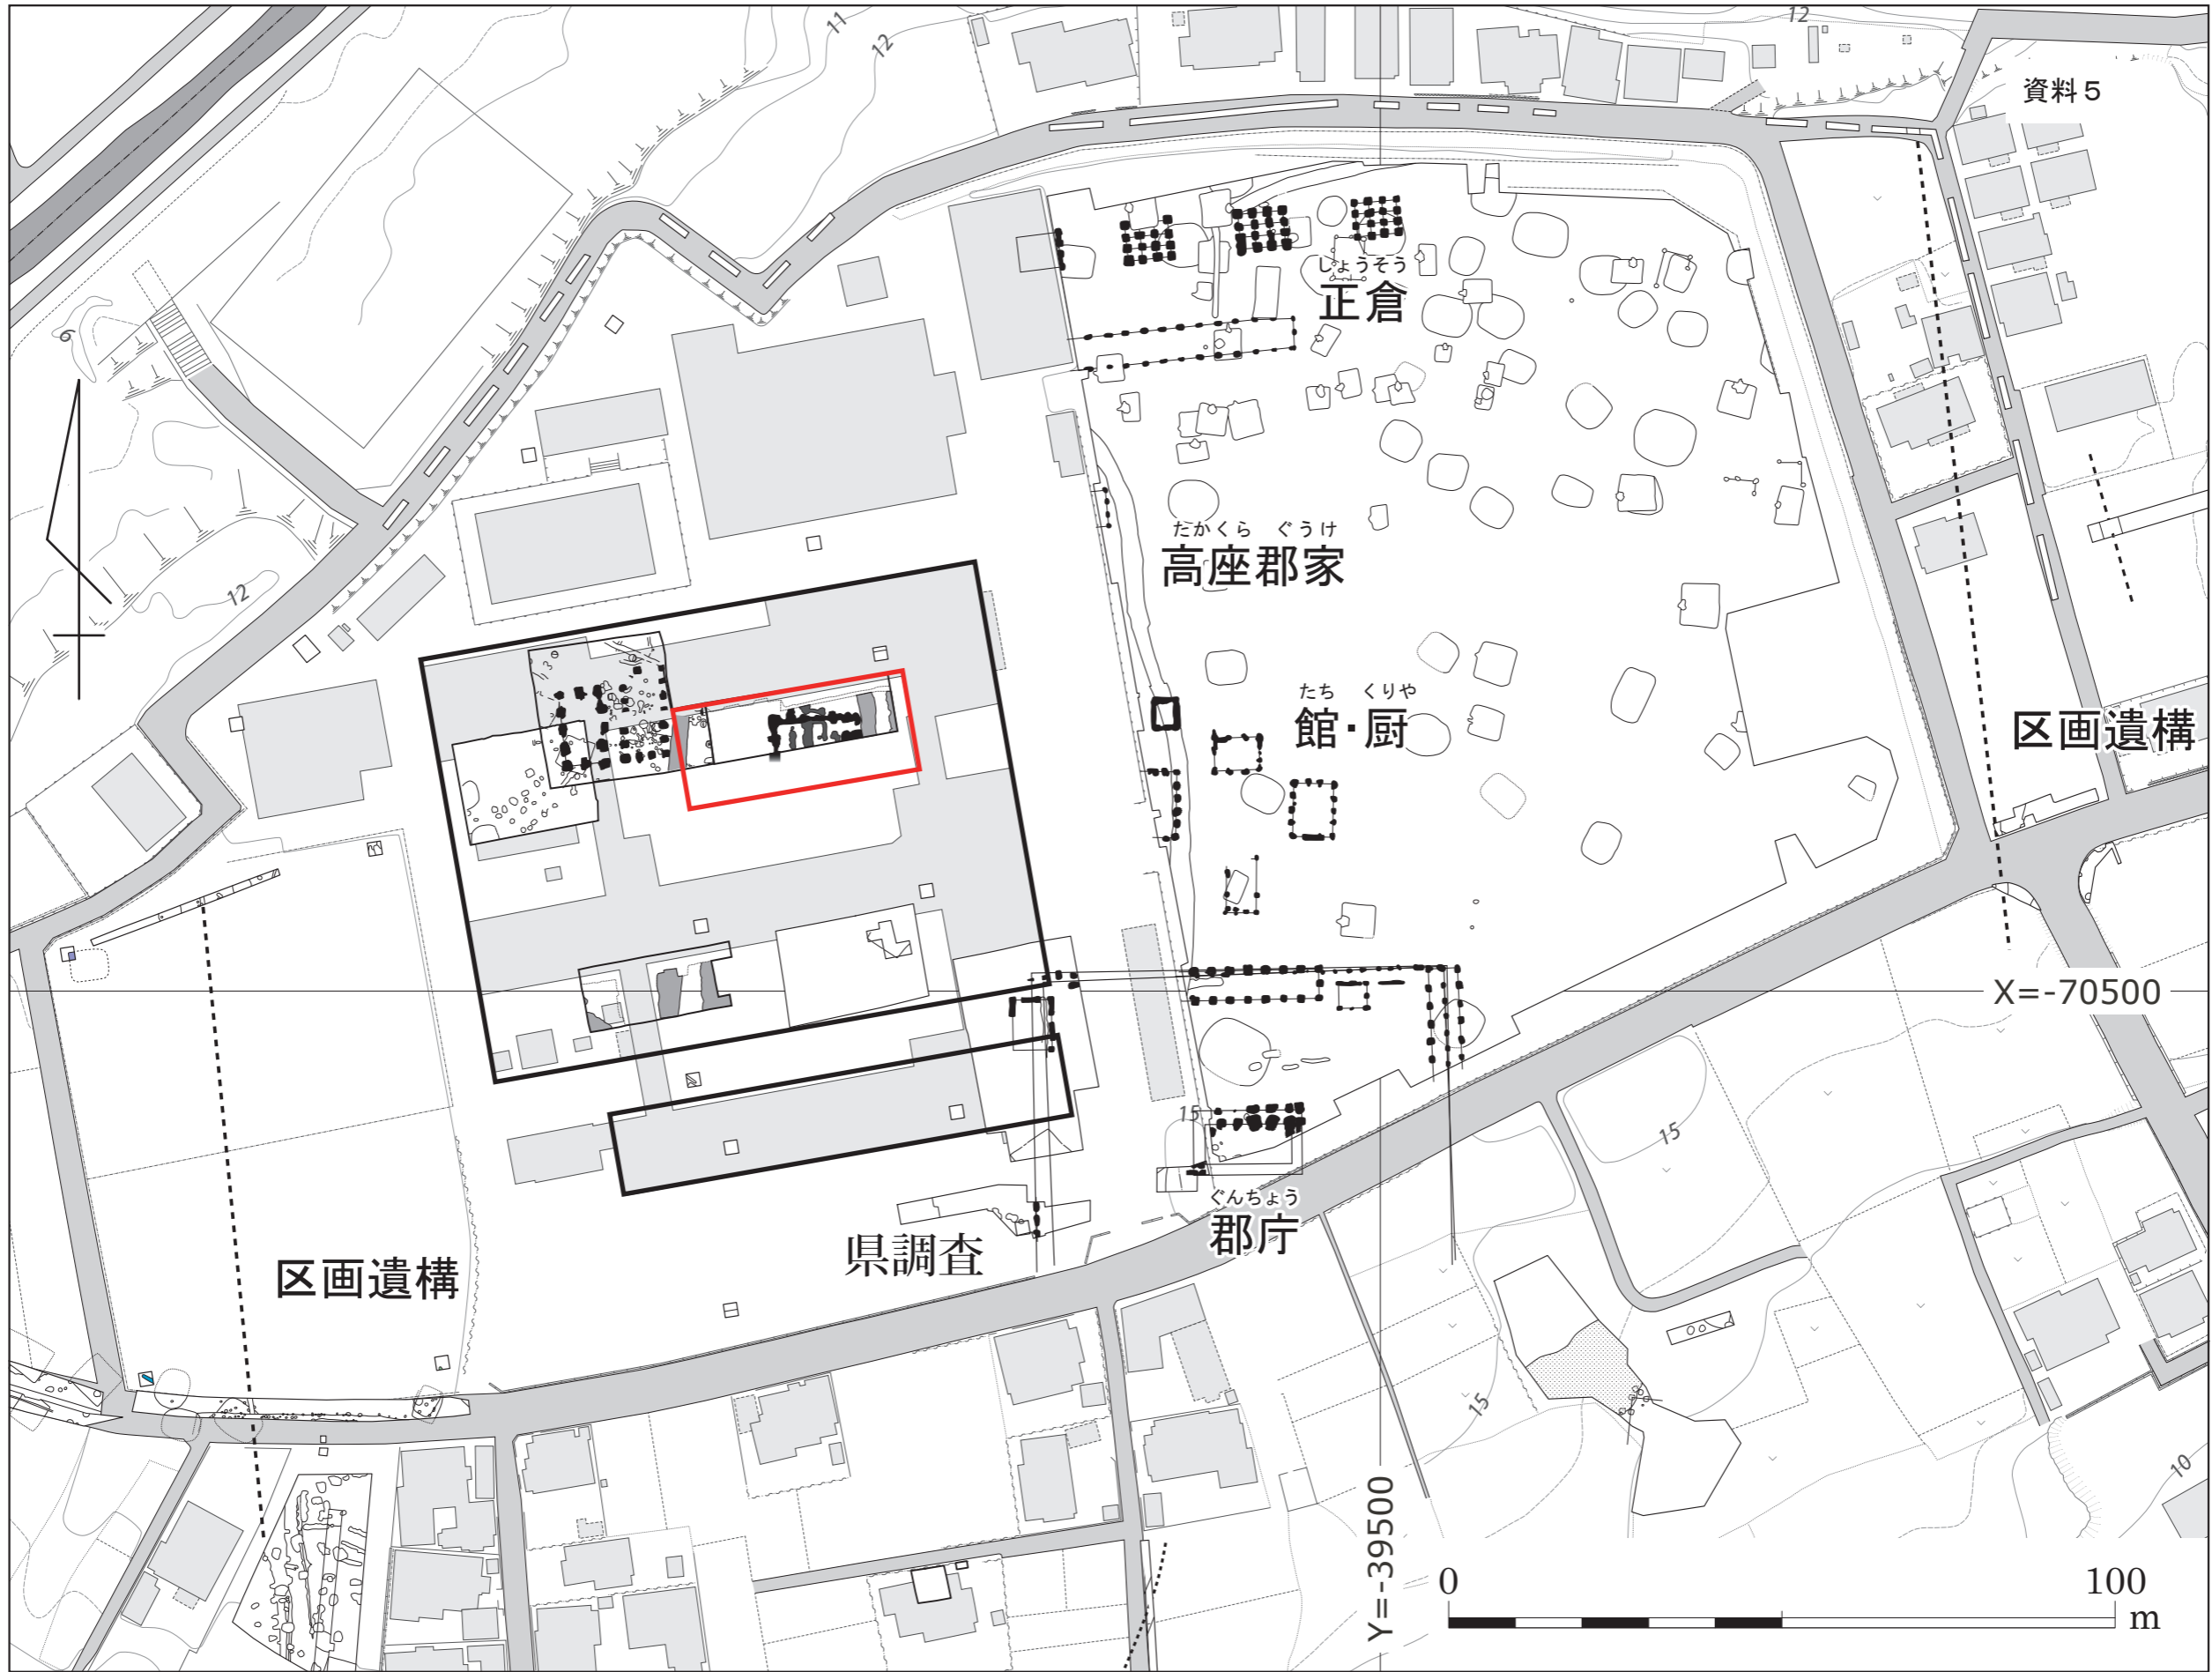 11
12
12
資料５
しょうそう
正倉
9
たかくら ぐうけ
高座郡家
12
たち くりや
館・厨
区画遺構
X=-70500
15
15
ぐんちょう
郡庁
県調査
区画遺構
15
10
Y=-39500
0
100
m